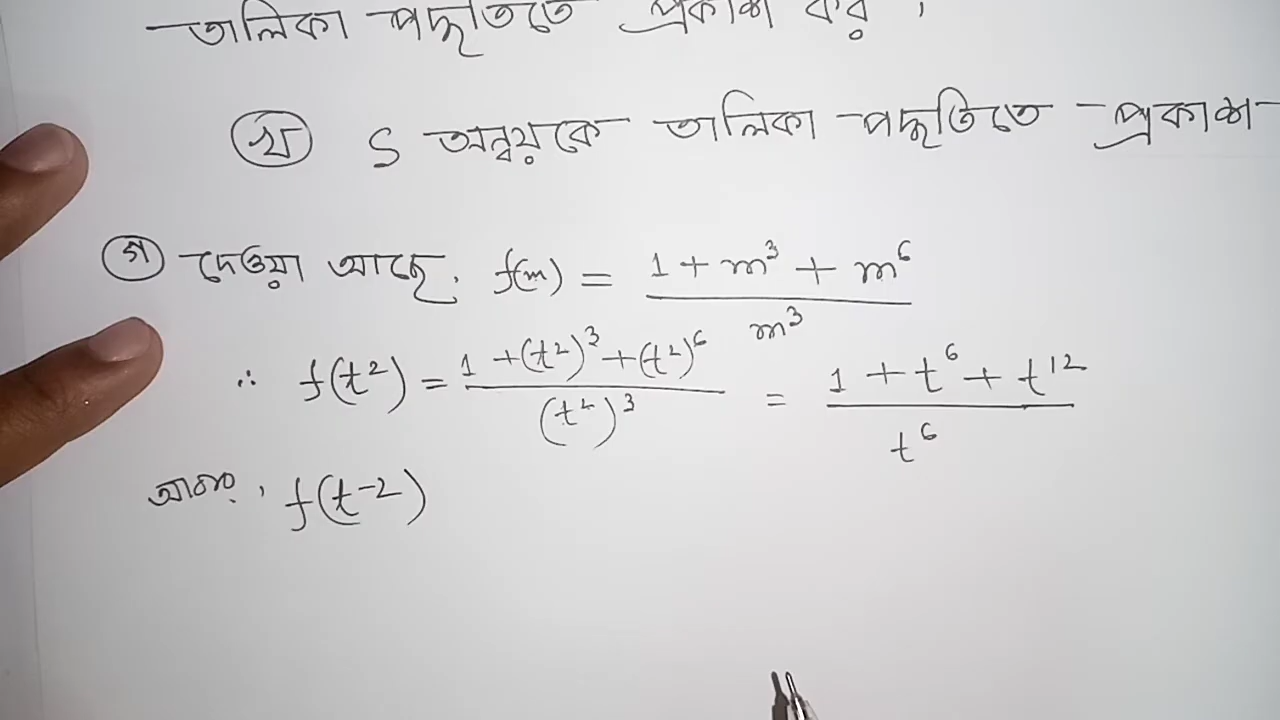 তালিকা পদ্ধতিতে প্রকাশ কর।
(খ) S অন্বয়কে তালিকা পদ্ধতিতে প্রকাশ
(গ) দেওয়া আছে, f(m) = (1 + m³ + m⁶) / m³
∴ f(t²) = (1 + (t²)³ + (t²)⁶) / (t²)³ = (1 + t⁶ + t¹²) / t⁶
আবার, f(t⁻²)